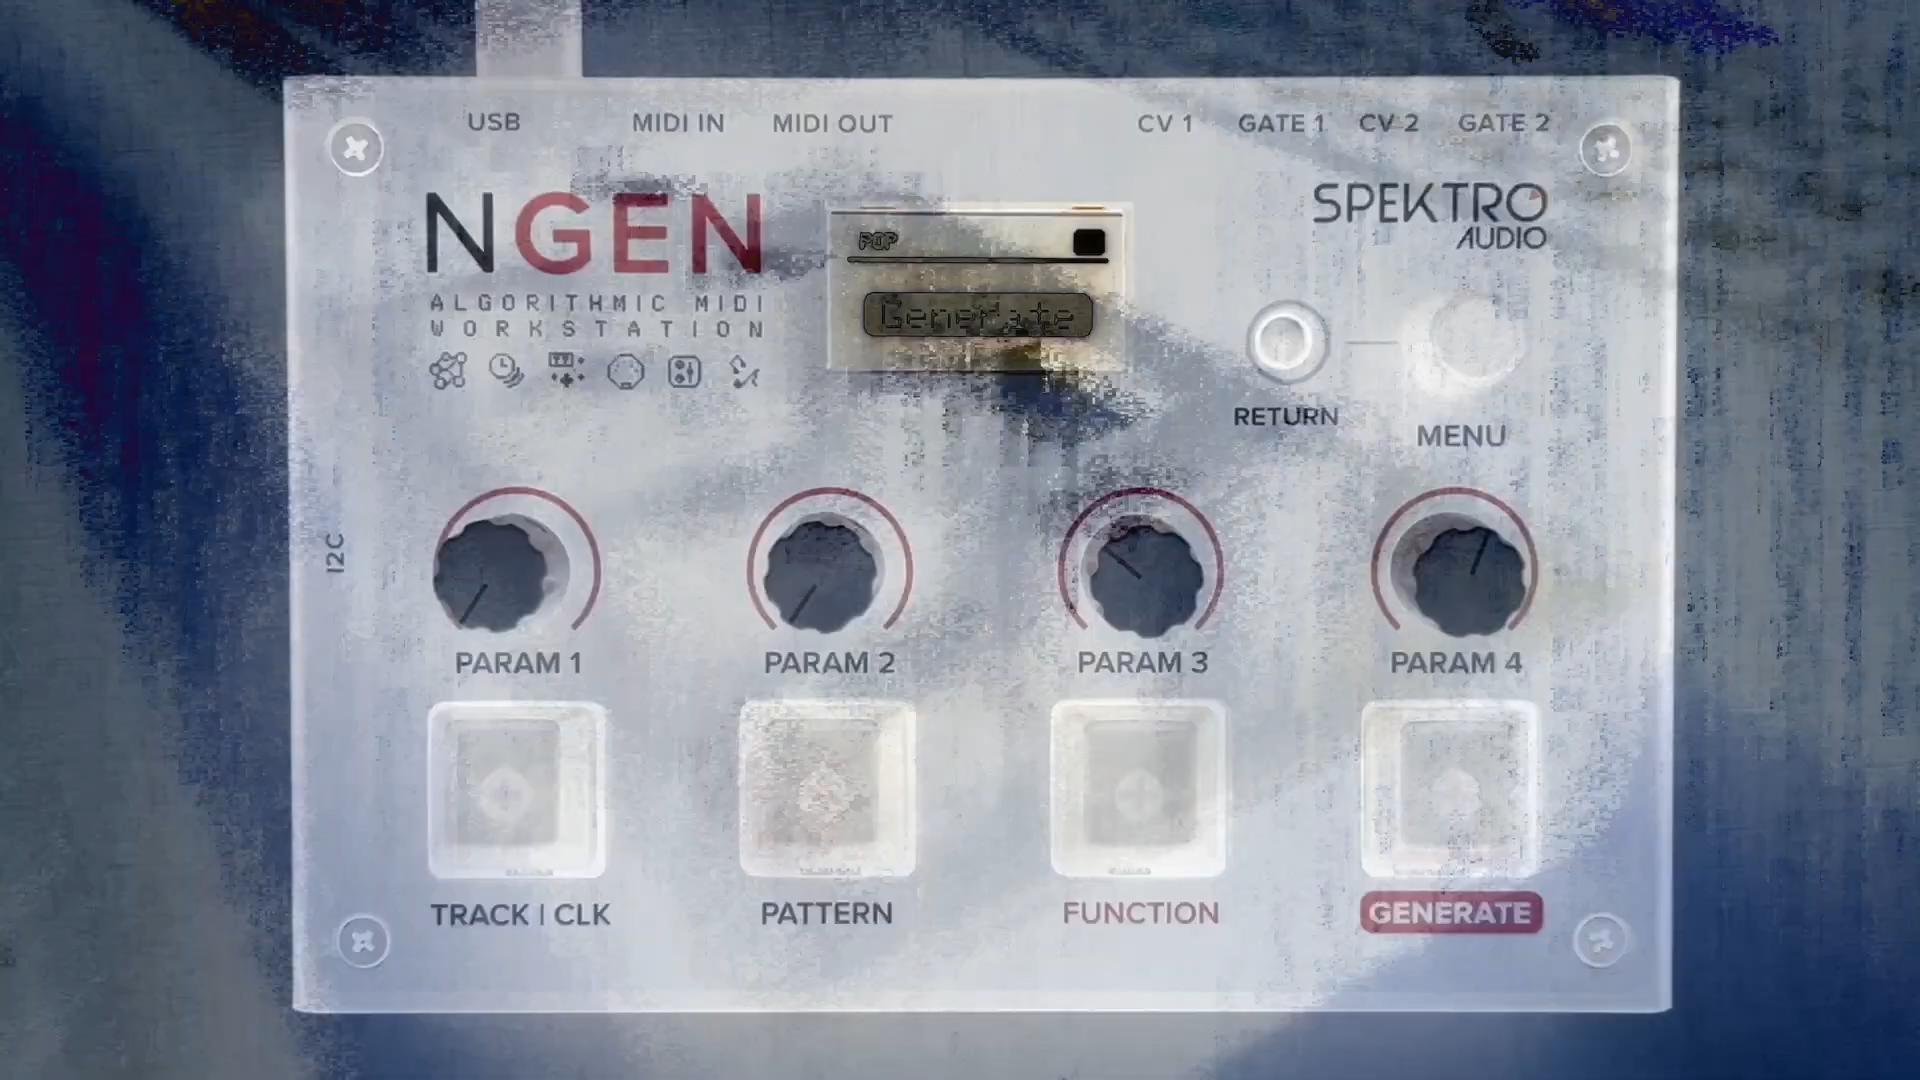 USB MIDI IN MIDI OUT CV 1 GATE 1 CV 2 GATE 2
NGEN
ALGORITHMIC MIDI
WORKSTATION
POP
Generate
SPEKTRO
AUDIO
RETURN
MENU
I2C
PARAM 1 PARAM 2 PARAM 3 PARAM 4
TRACK | CLK PATTERN FUNCTION GENERATE